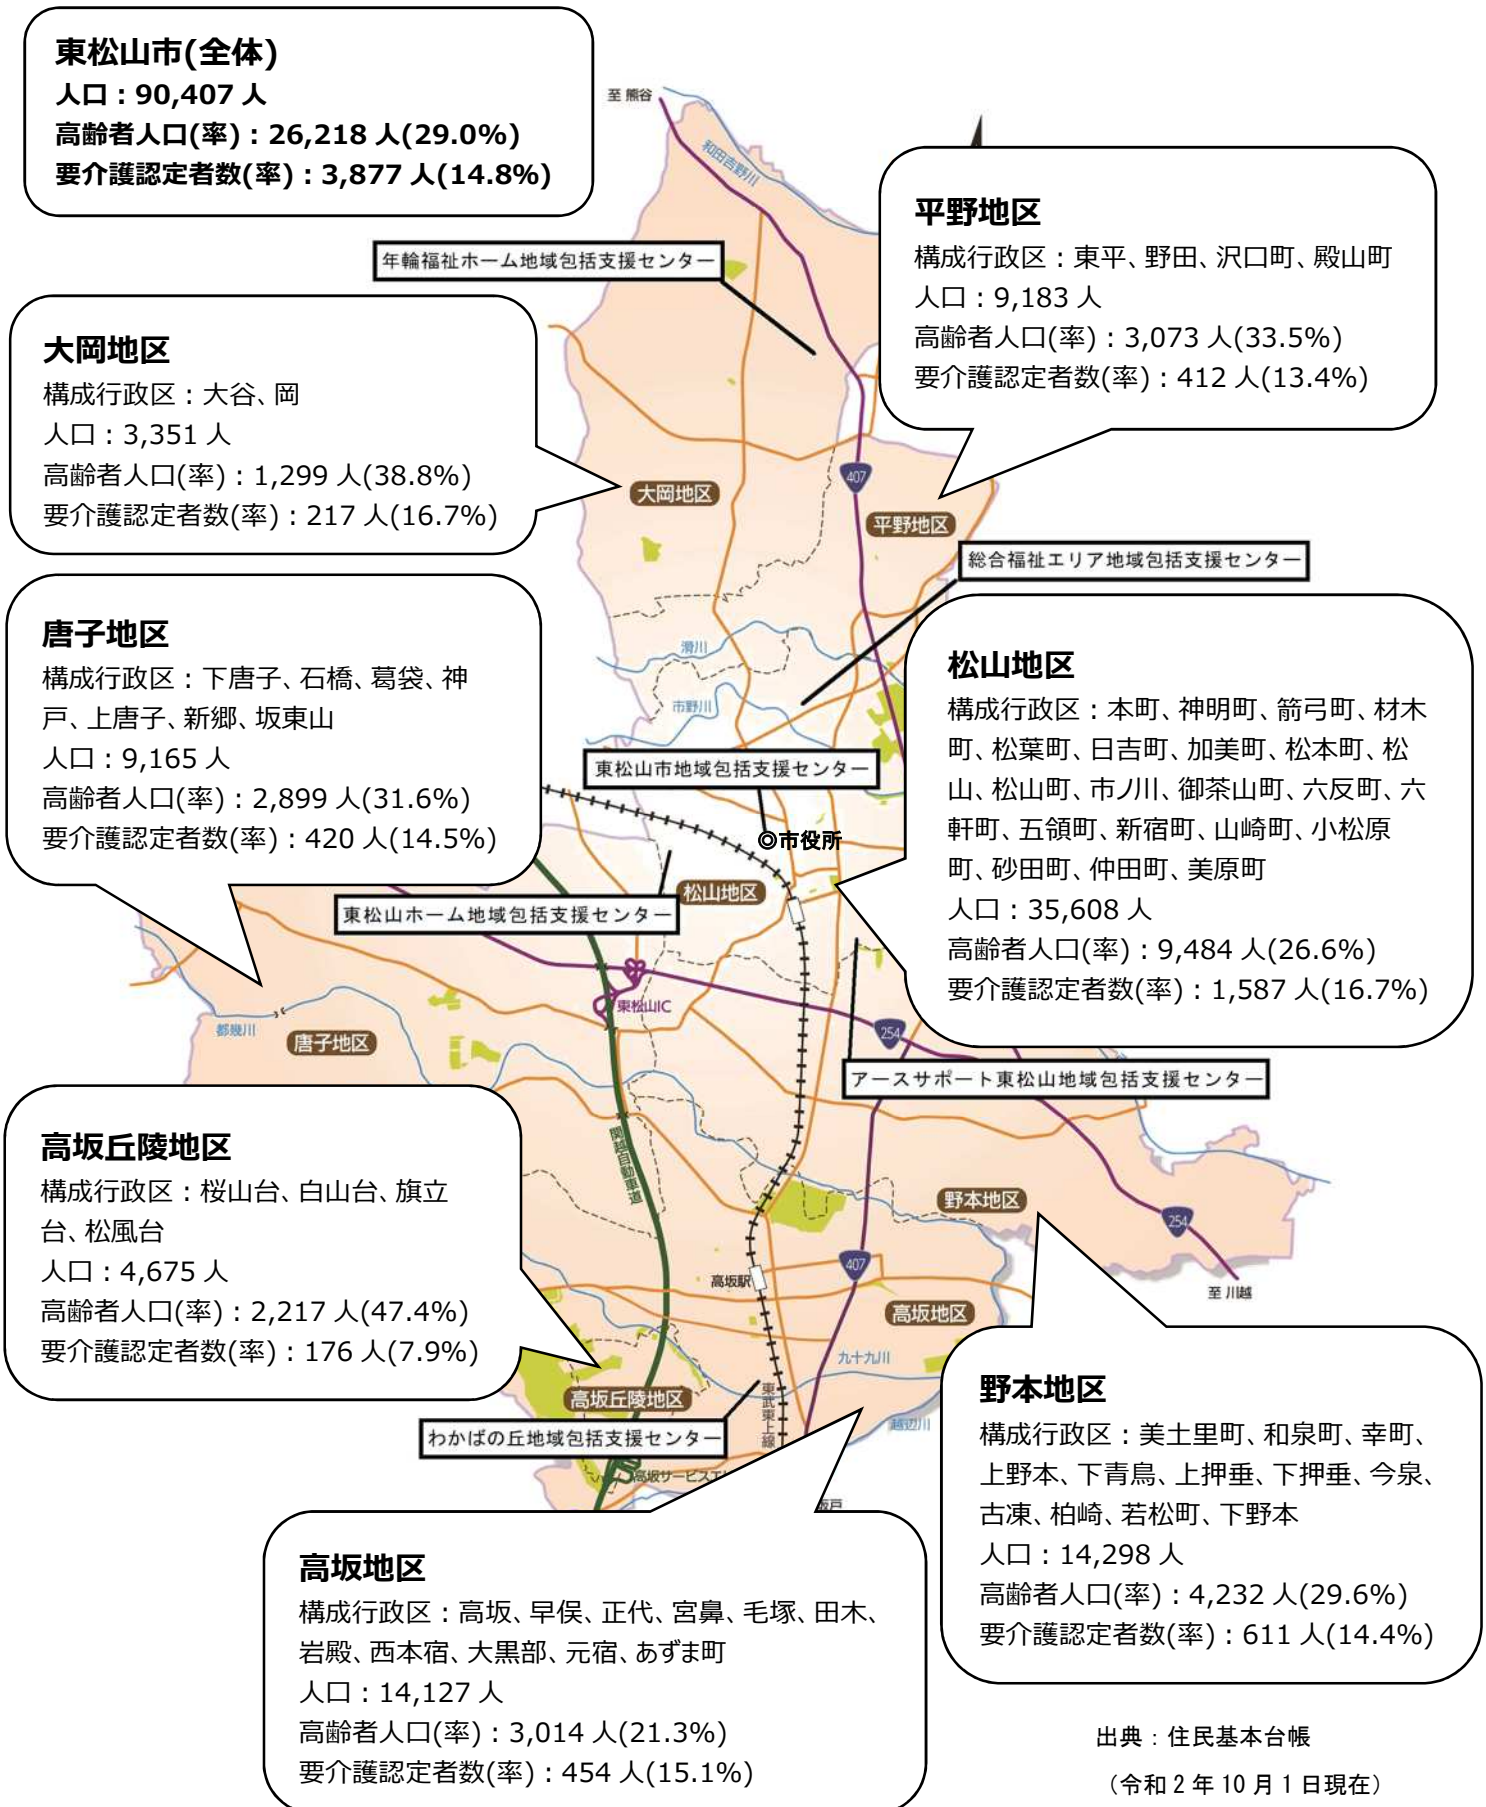 東松山市(全体)
人口：90,407 人
高齢者人口(率)：26,218 人(29.0%)
要介護認定者数(率)：3,877 人(14.8%)
至 熊谷
和田吉野川
平野地区
構成行政区：東平、野田、沢口町、殿山町
人口：9,183 人
高齢者人口(率)：3,073 人(33.5%)
要介護認定者数(率)：412 人(13.4%)
年輪福祉ホーム地域包括支援センター
大岡地区
構成行政区：大谷、岡
人口：3,351 人
高齢者人口(率)：1,299 人(38.8%)
要介護認定者数(率)：217 人(16.7%)
大岡地区
407
平野地区
総合福祉エリア地域包括支援センター
唐子地区
構成行政区：下唐子、石橋、葛袋、神
戸、上唐子、新郷、坂東山
人口：9,165 人
高齢者人口(率)：2,899 人(31.6%)
要介護認定者数(率)：420 人(14.5%)
滑川
市野川
松山地区
構成行政区：本町、神明町、箭弓町、材木
町、松葉町、日吉町、加美町、松本町、松
山、松山町、市ノ川、御茶山町、六反町、六
軒町、五領町、新宿町、山崎町、小松原
町、砂田町、仲田町、美原町
人口：35,608 人
高齢者人口(率)：9,484 人(26.6%)
要介護認定者数(率)：1,587 人(16.7%)
東松山市地域包括支援センター
◎市役所
松山地区
東松山ホーム地域包括支援センター
東松山IC
都幾川
唐子地区
254
アースサポート東松山地域包括支援センター
高坂丘陵地区
構成行政区：桜山台、白山台、旗立
台、松風台
人口：4,675 人
高齢者人口(率)：2,217 人(47.4%)
要介護認定者数(率)：176 人(7.9%)
関越自動車道
野本地区
254
407
高坂駅
至 川越
高坂地区
九十九川
高坂丘陵地区
東武東上線
越辺川
わかばの丘地域包括支援センター
高坂サービスエ
坂戸
野本地区
構成行政区：美土里町、和泉町、幸町、
上野本、下青鳥、上押垂、下押垂、今泉、
古凍、柏崎、若松町、下野本
人口：14,298 人
高齢者人口(率)：4,232 人(29.6%)
要介護認定者数(率)：611 人(14.4%)
高坂地区
構成行政区：高坂、早俣、正代、宮鼻、毛塚、田木、
岩殿、西本宿、大黒部、元宿、あずま町
人口：14,127 人
高齢者人口(率)：3,014 人(21.3%)
要介護認定者数(率)：454 人(15.1%)
出典：住民基本台帳
（令和２年 10 月１日現在）